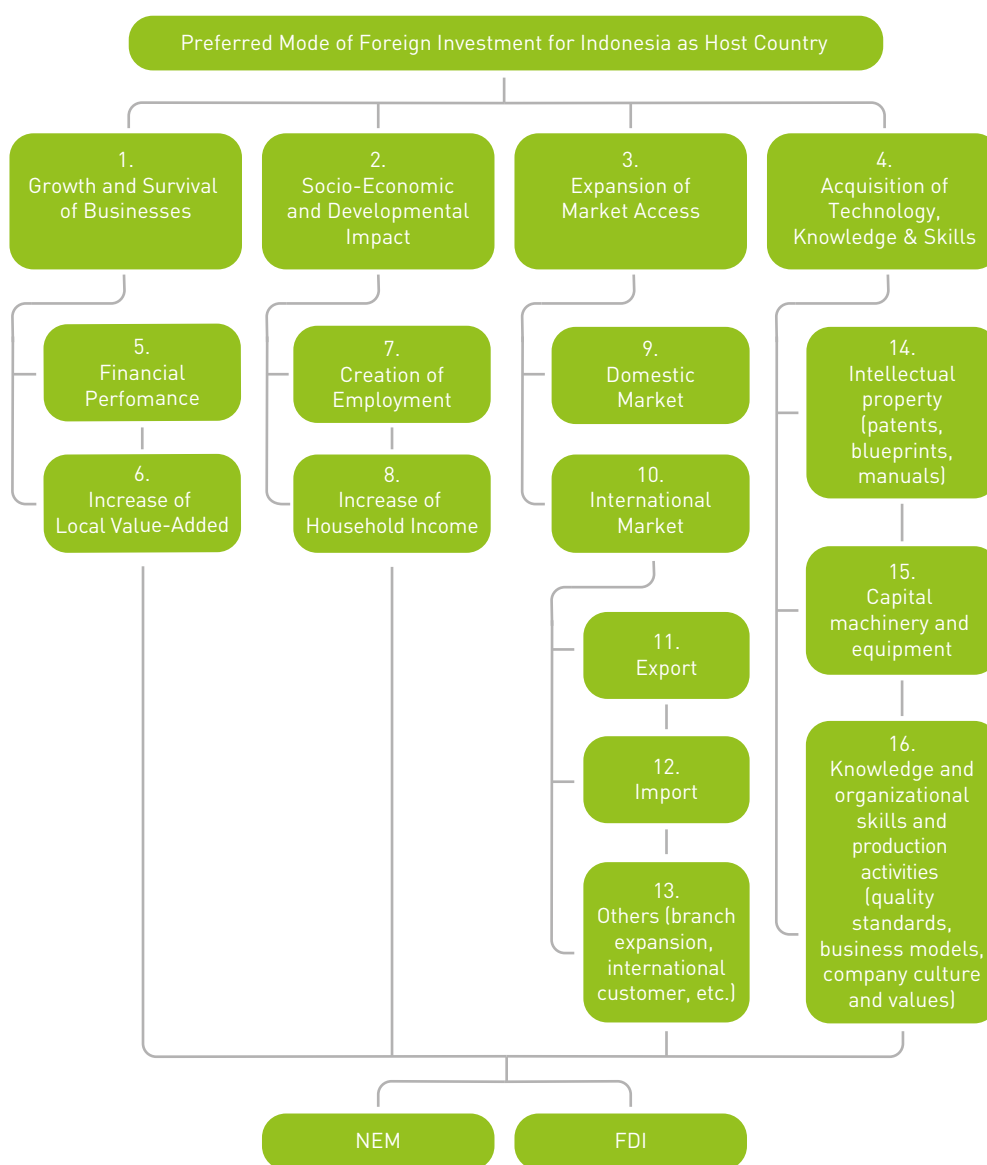 Preferred Mode of Foreign Investment for Indonesia as Host Country
1.
Growth and Survival
of Businesses
2.
Socio-Economic
and Developmental
Impact
3.
Expansion of
Market Access
4.
Acquisition of
Technology,
Knowledge & Skills
5.
Financial
Perfomance
6.
Increase of
Local Value-Added
7.
Creation of
Employment
8.
Increase of
Household Income
9.
Domestic
Market
10.
International
Market
11.
Export
12.
Import
13.
Others (branch
expansion,
international
customer, etc.)
14.
Intellectual
property
(patents,
blueprints,
manuals)
15.
Capital
machinery and
equipment
16.
Knowledge and
organizational
skills and
production
activities
(quality
standards,
business models,
company culture
and values)
NEM
FDI